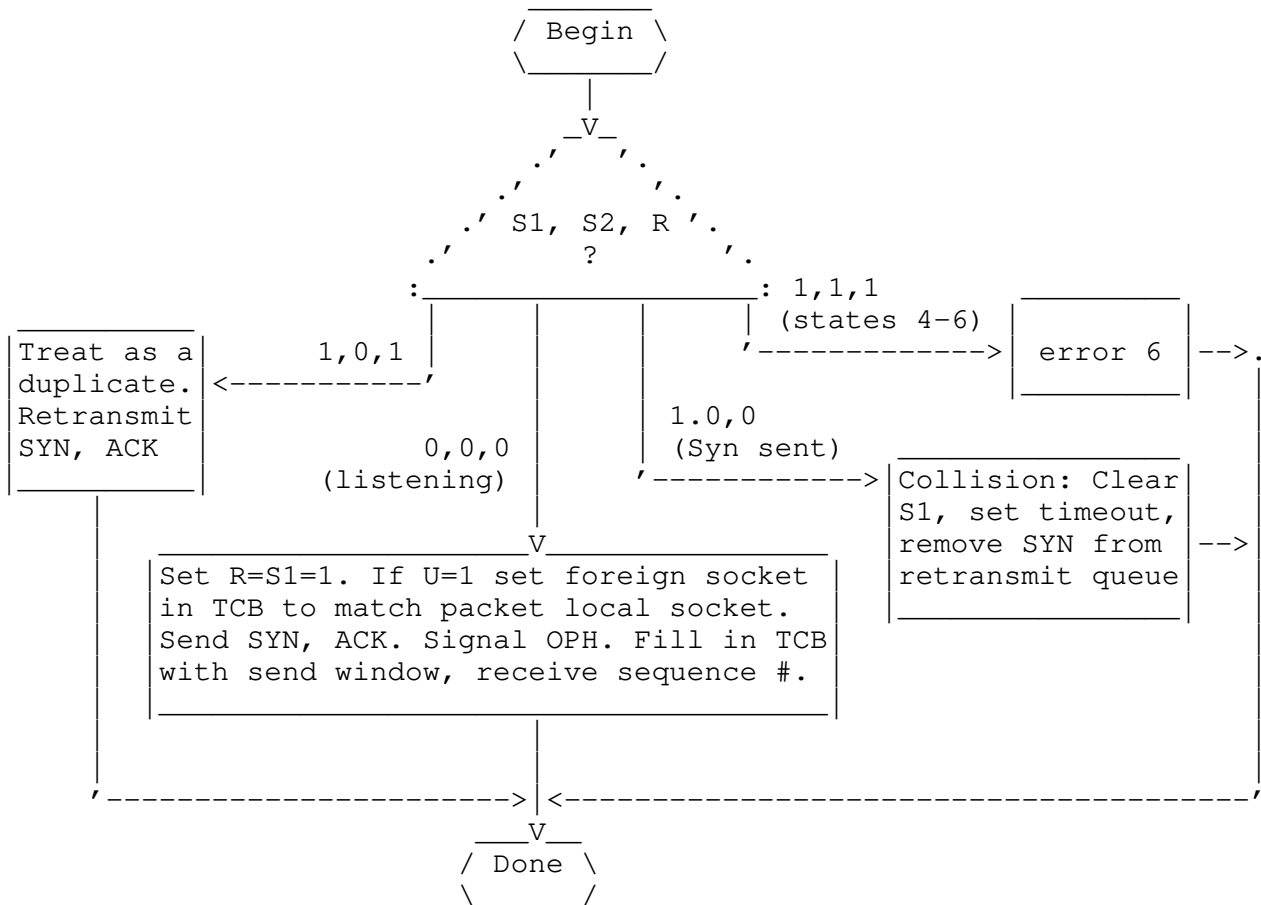 Begin
S1, S2, R
?
1,1,1
(states 4-6)
error 6
1,0,1
Treat as a
duplicate.
Retransmit
SYN, ACK
0,0,0
(listening)
1.0,0
(Syn sent)
Collision: Clear
S1, set timeout,
remove SYN from
retransmit queue
Set R=S1=1. If U=1 set foreign socket
in TCB to match packet local socket.
Send SYN, ACK. Signal OPH. Fill in TCB
with send window, receive sequence #.
Done